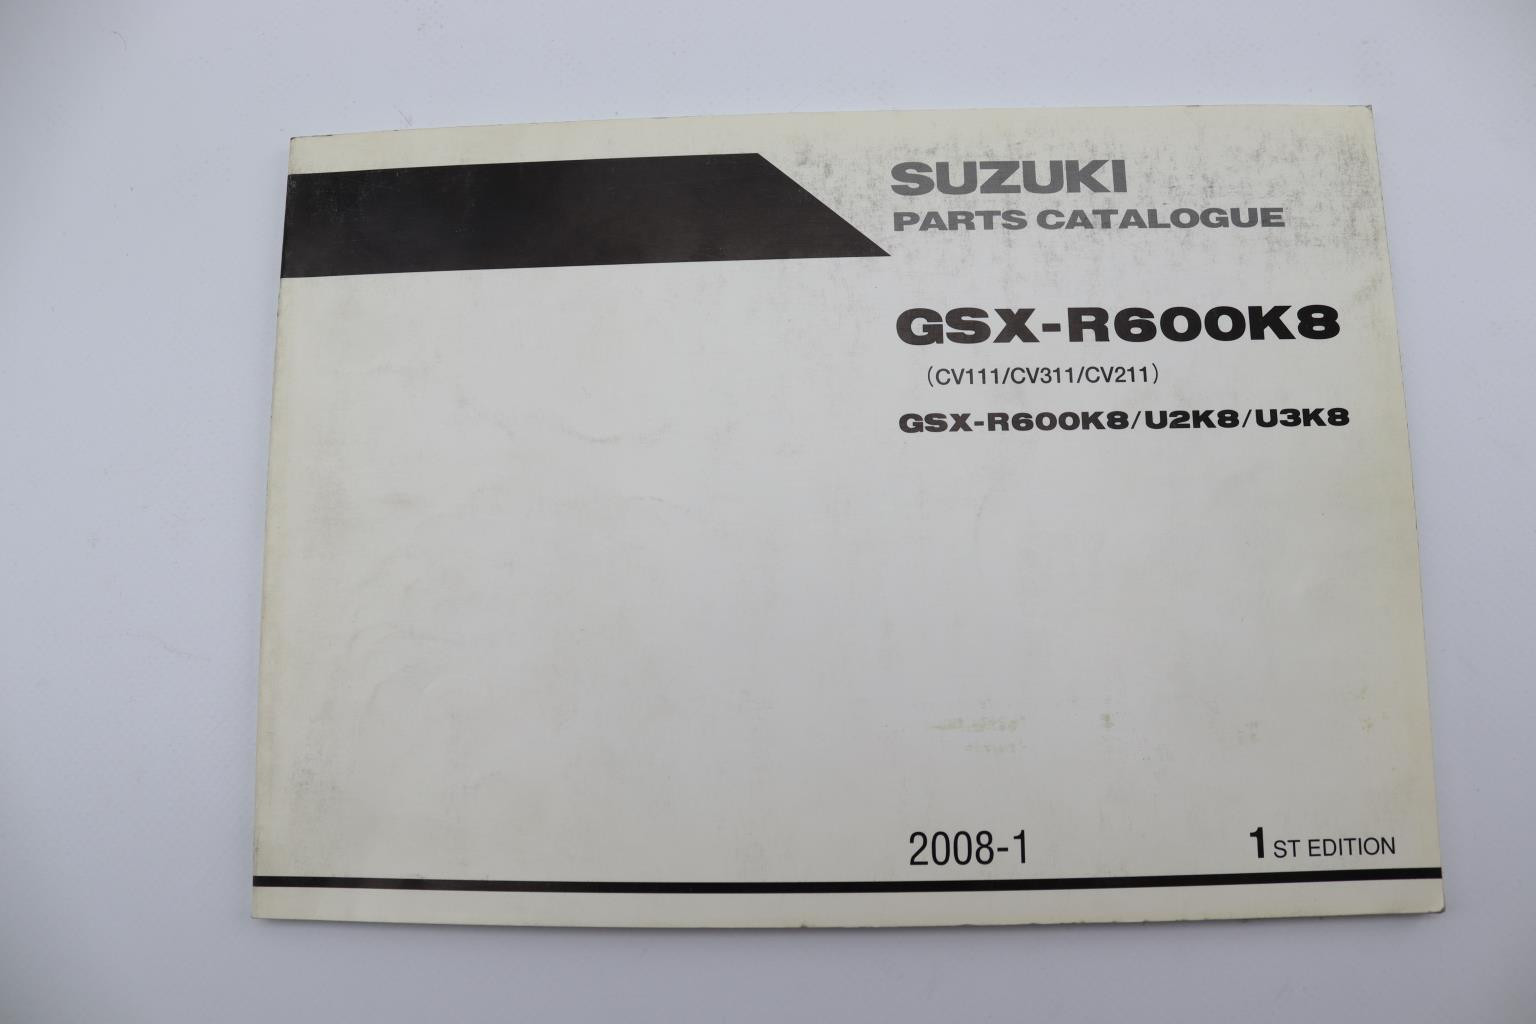 SUZUKI
PARTS CATALOGUE
GSX-R600K8
(CV111/CV311/CV211)
GSX-R600K8/U2K8/U3K8
2008-1
1 ST EDITION